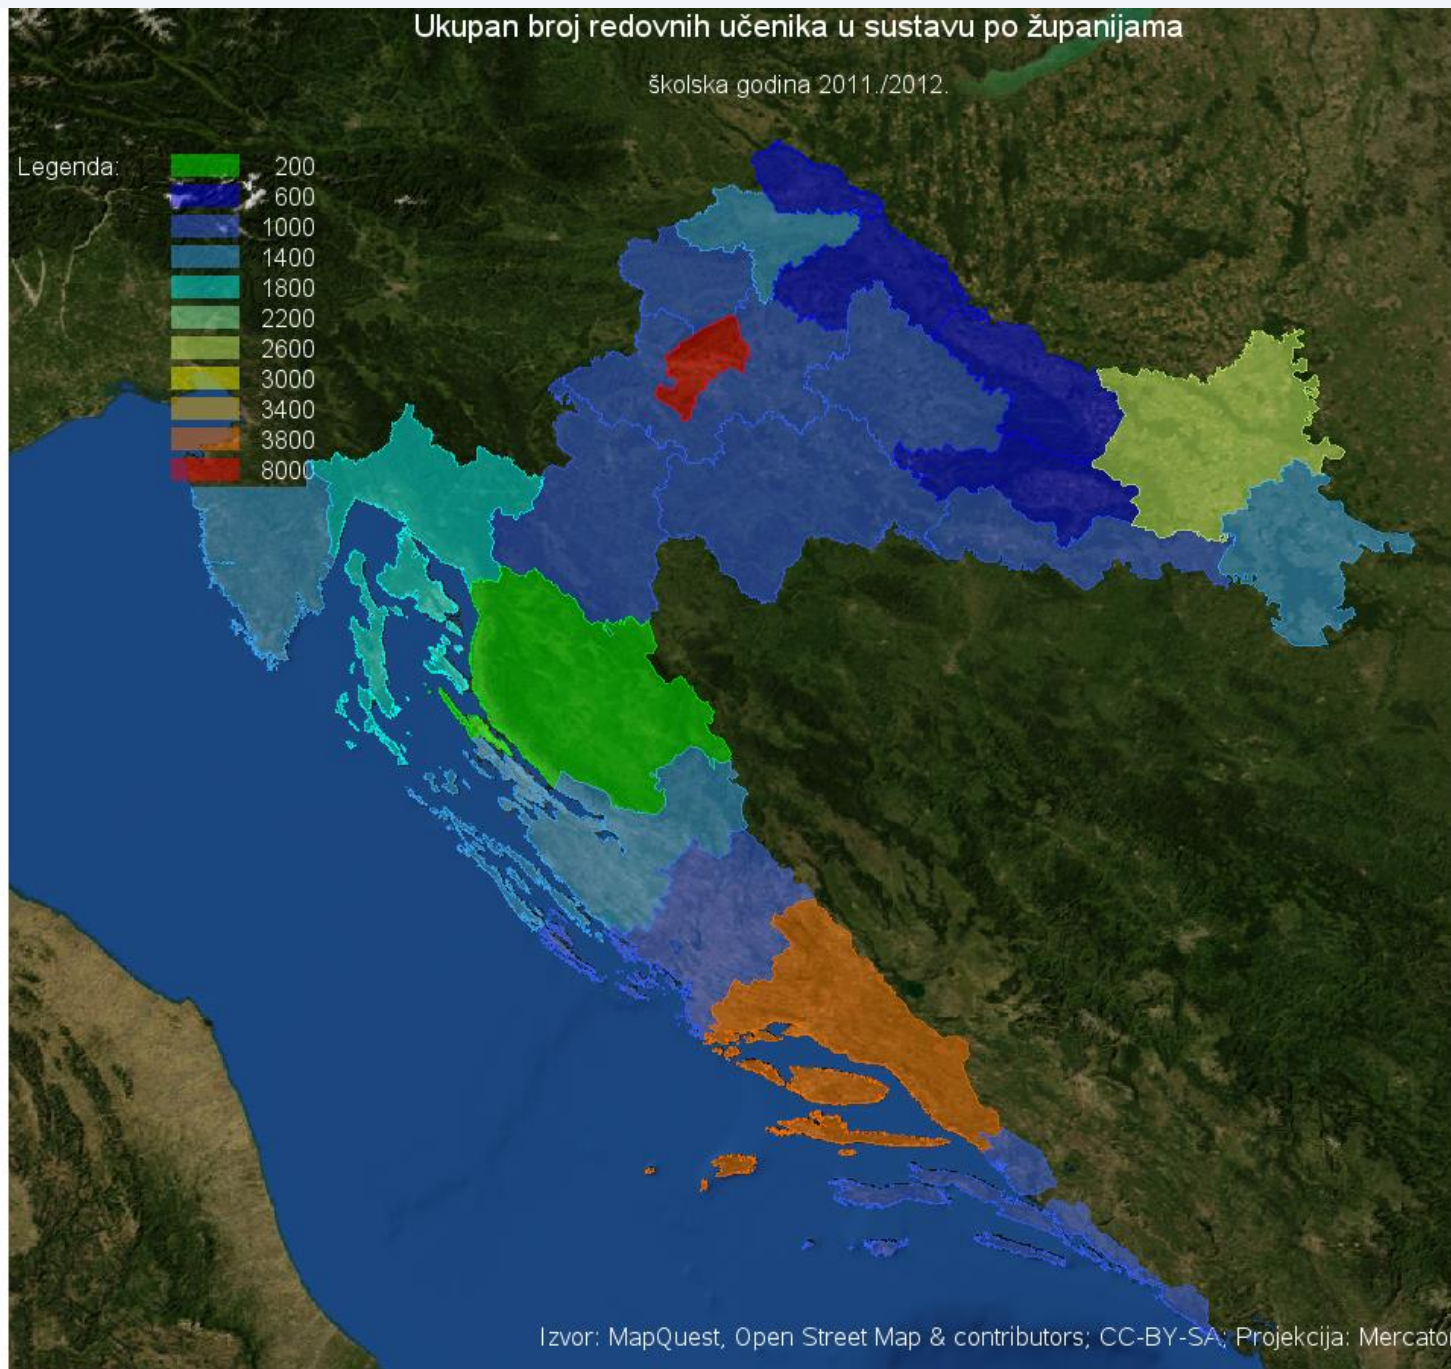 Ukupan broj redovnih učenika u sustavu po županijama
školska godina 2011./2012.
Legenda:
200
600
1000
1400
1800
2200
2600
3000
3400
3800
8000
Izvor: MapQuest, Open Street Map & contributors; CC-BY-SA; Projekcija: Mercato